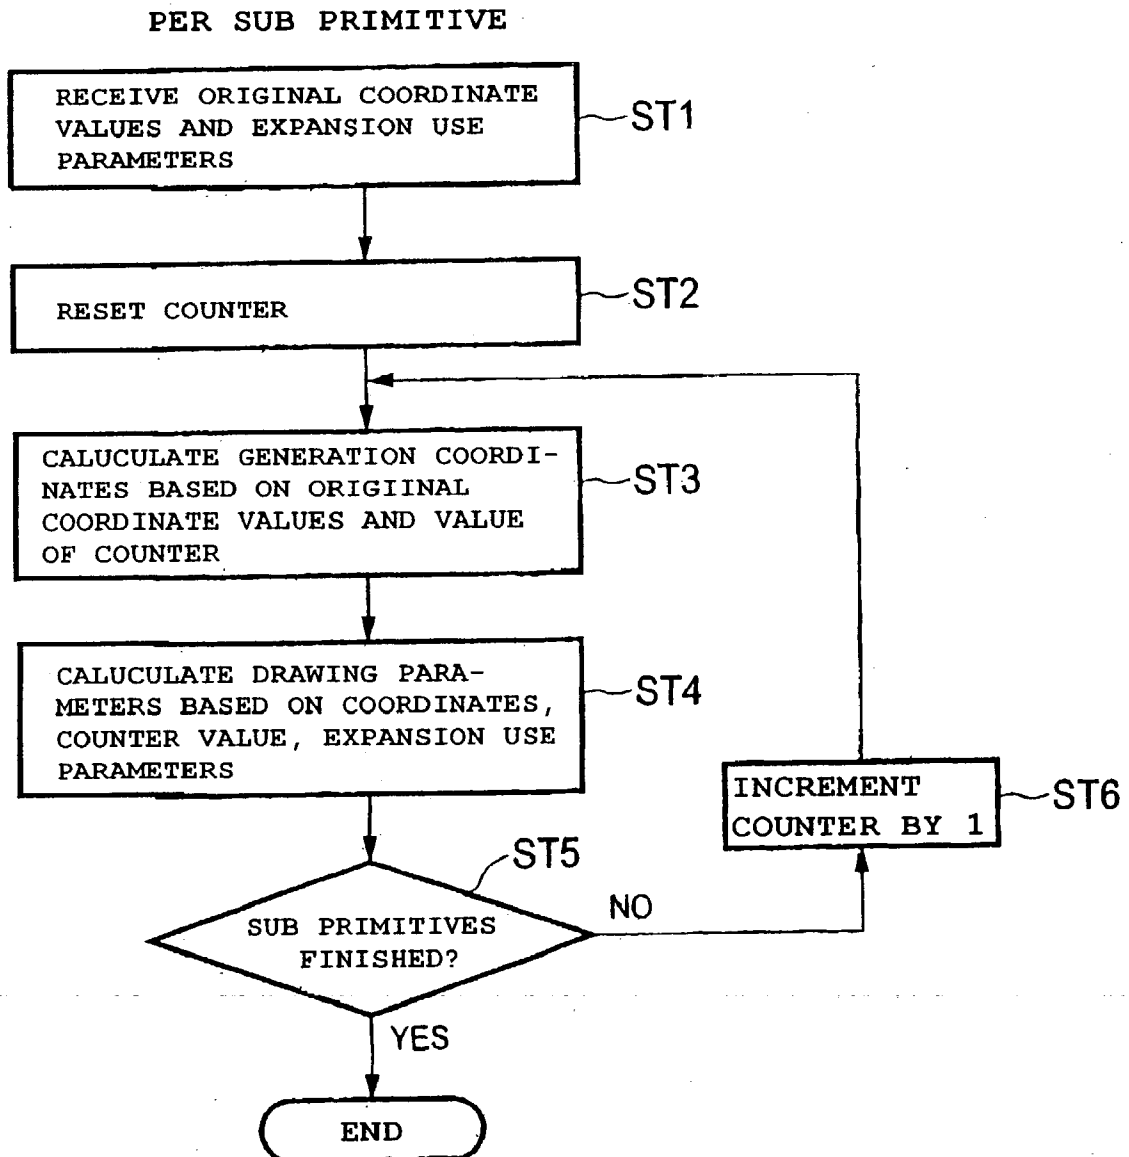 PER SUB PRIMITIVE
RECEIVE ORIGINAL COORDINATE
VALUES AND EXPANSION USE
PARAMETERS
ST1
RESET COUNTER
ST2
CALUCULATE GENERATION COORDI-
NATES BASED ON ORIGIINAL
COORDINATE VALUES AND VALUE
OF COUNTER
ST3
CALUCULATE DRAWING PARA-
METERS BASED ON COORDINATES,
COUNTER VALUE, EXPANSION USE
PARAMETERS
ST4
INCREMENT
COUNTER BY 1
ST6
ST5
SUB PRIMITIVES
FINISHED?
NO
YES
END